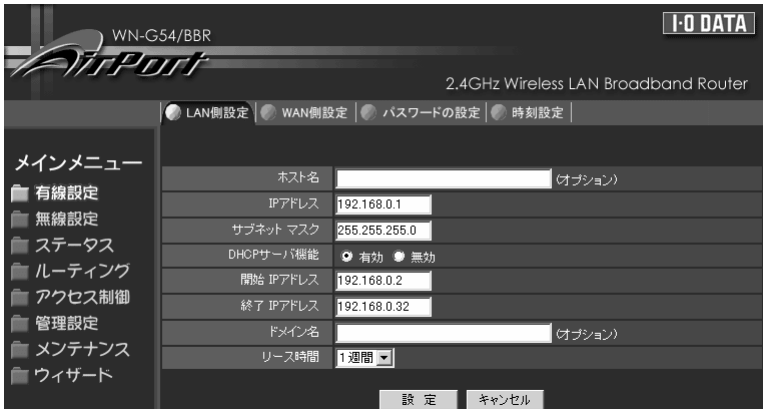 WN-G54/BBR
I·O DATA
AirPort
2.4GHz Wireless LAN Broadband Router
LAN側設定 WAN側設定 パスワードの設定 時刻設定
メインメニュー
有線設定
無線設定
ステータス
ルーティング
アクセス制御
管理設定
メンテナンス
ウィザード
ホスト名 (オプション)
IPアドレス 192.168.0.1
サブネット マスク 255.255.255.0
DHCPサーバ機能 有効 無効
開始 IPアドレス 192.168.0.2
終了 IPアドレス 192.168.0.32
ドメイン名 (オプション)
リース時間 1週間
設 定 キャンセル